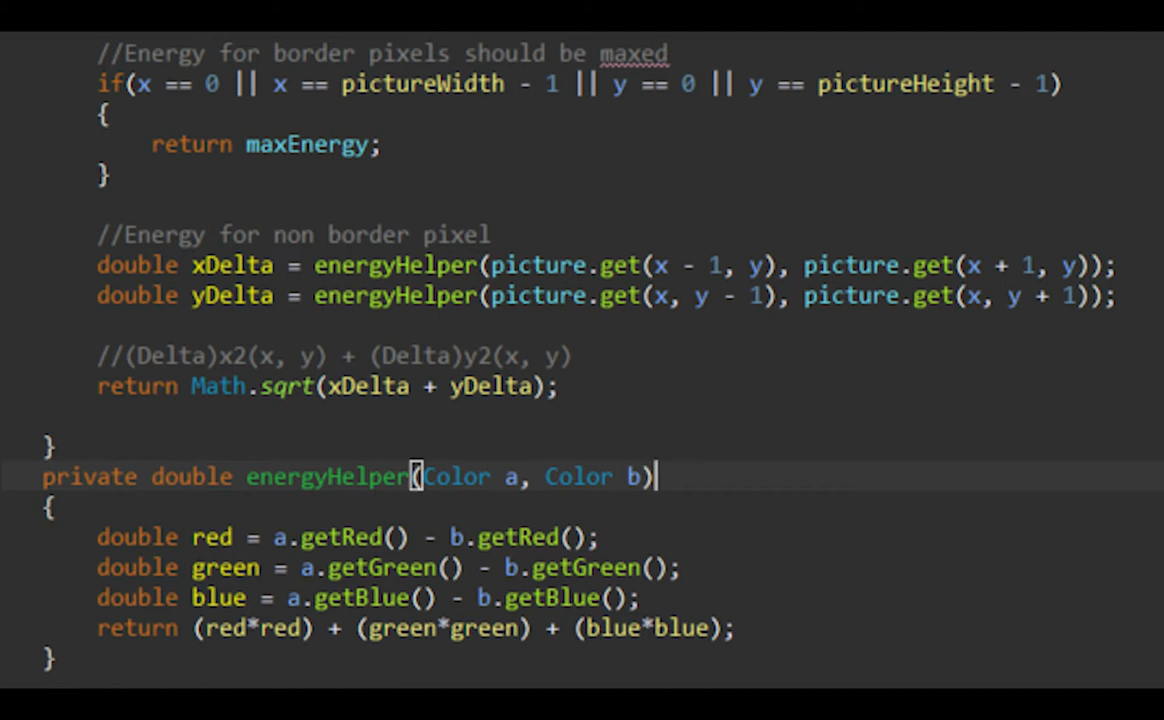 //Energy for border pixels should be maxed
if(x == 0 || x == pictureWidth - 1 || y == 0 || y == pictureHeight - 1)
{
return maxEnergy;
}
//Energy for non border pixel
double xDelta = energyHelper(picture.get(x - 1, y), picture.get(x + 1, y));
double yDelta = energyHelper(picture.get(x, y - 1), picture.get(x, y + 1));
//(Delta)x2(x, y) + (Delta)y2(x, y)
return Math.sqrt(xDelta + yDelta);
}
private double energyHelper(Color a, Color b)
{
double red = a.getRed() - b.getRed();
double green = a.getGreen() - b.getGreen();
double blue = a.getBlue() - b.getBlue();
return (red*red) + (green*green) + (blue*blue);
}